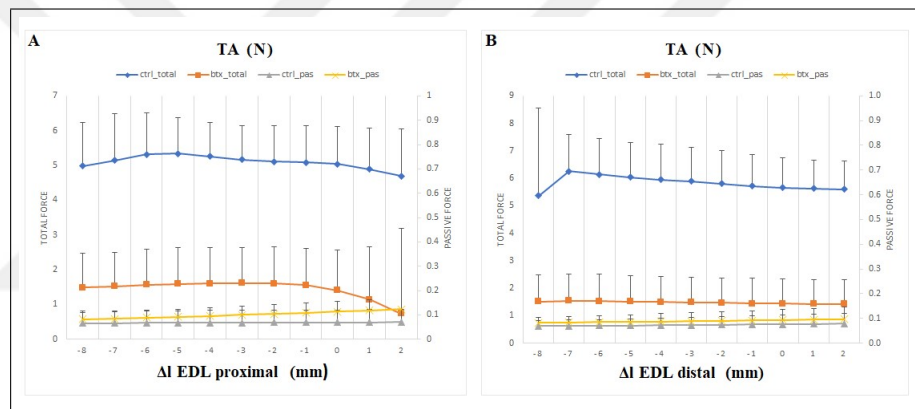 A
TA (N)
ctrl_total btx_total ctrl_pas btx_pas
7 1
6 0.9
0.8
5 0.7
4 0.6
0.5
3 0.4
2 0.3
1 0.2
0.1
0 0
TOTAL FORCE
PASSIVE FORCE
-8 -7 -6 -5 -4 -3 -2 -1 0 1 2
Δl EDL proximal (mm)
B
TA (N)
ctrl_total btx_total ctrl_pas btx_pas
9 1.0
8 0.9
7 0.8
6 0.7
5 0.6
4 0.5
0.4
3 0.3
2 0.2
1 0.1
0 0.0
TOTAL FORCE
PASSIVE FORCE
-8 -7 -6 -5 -4 -3 -2 -1 0 1 2
Δl EDL distal (mm)